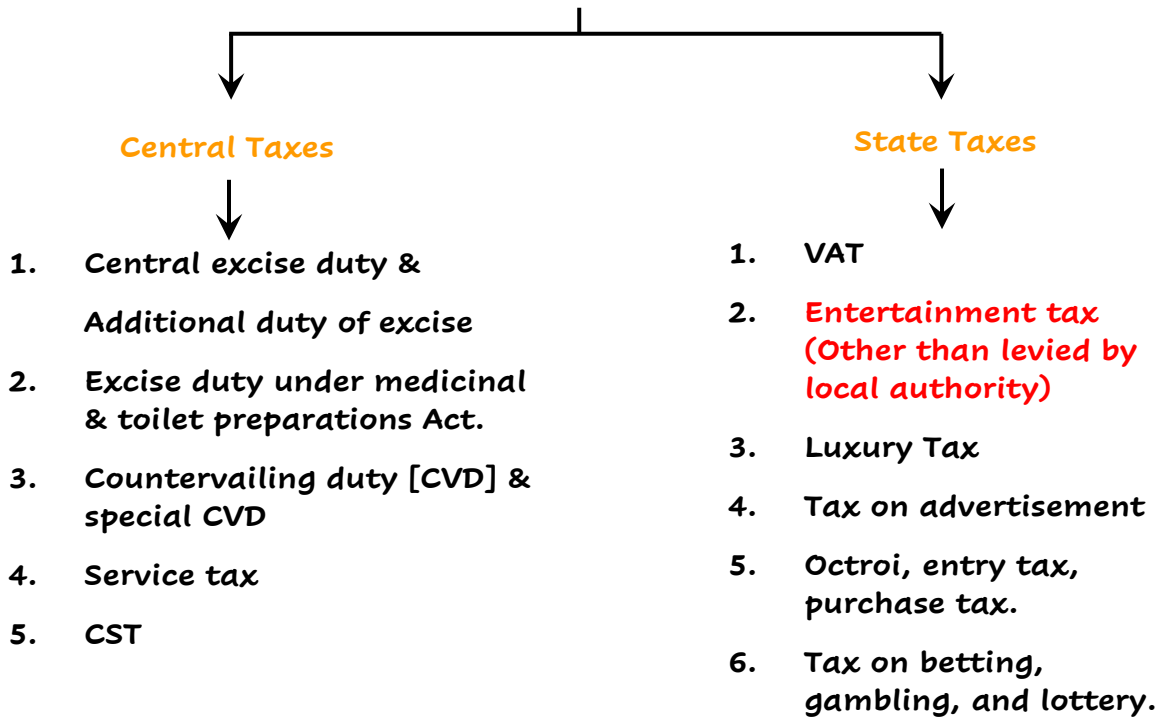 Central Taxes
1. Central excise duty &
Additional duty of excise
2. Excise duty under medicinal
& toilet preparations Act.
3. Countervailing duty [CVD] &
special CVD
4. Service tax
5. CST
State Taxes
1. VAT
2. Entertainment tax
(Other than levied by
local authority)
3. Luxury Tax
4. Tax on advertisement
5. Octroi, entry tax,
purchase tax.
6. Tax on betting,
gambling, and lottery.